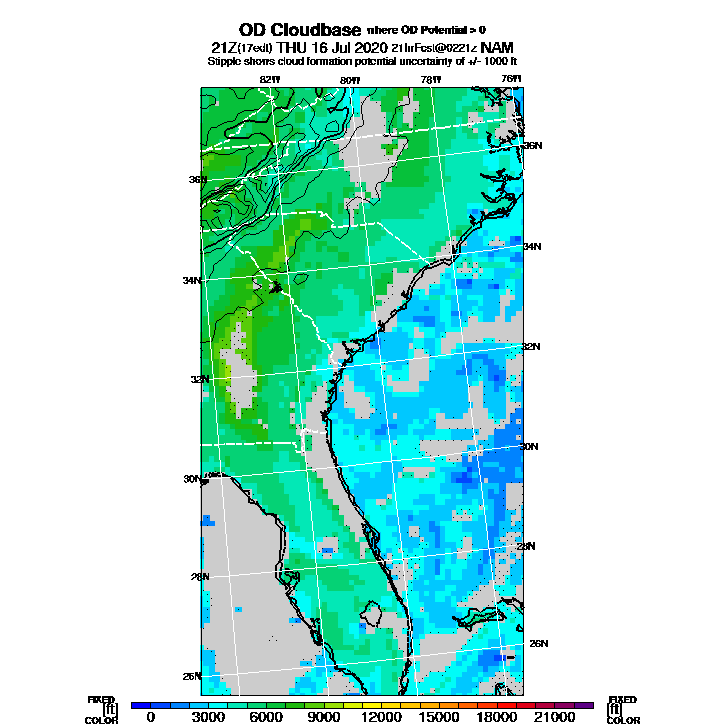 OD Cloudbase where OD Potential > 0
21Z(17edt) THU 16 Jul 2020 21hrFcst@0221z NAM
Stipple shows cloud formation potential uncertainty of +/- 1000 ft
82W 80W 78W 76W
36N 36N
34N 34N
32N 32N
30N 30N
28N 28N
26N 26N
FIXED FIXED
[ft] [ft]
COLOR COLOR
0 3000 6000 9000 12000 15000 18000 21000